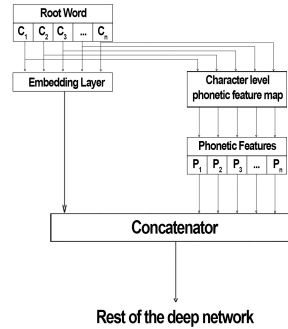 Root Word
C1 C2 C3 ... Cn
Embedding Layer
Character level
phonetic feature map
Phonetic Features
P1 P2 P3 ... Pn
Concatenator
Rest of the deep network